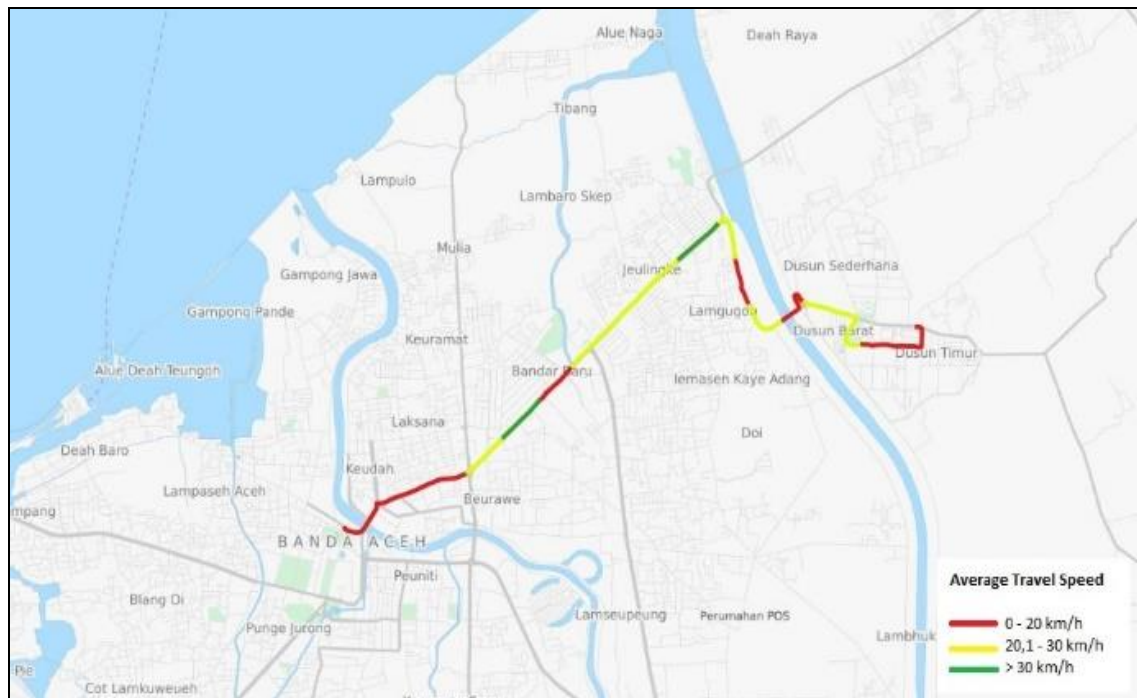 Alue Naga
Deah Raya
Tibang
Lampulo
Lambaro Skep
Mulia
Gampong Jawa
Jeulingke
Dusun Sederhana
Gampong Pande
Lamgugob
Keuramat
Dusun Barat
Dusun Timur
Alue Deah Teungoh
Bandar Baru
Iemasen Kaye Adang
Laksana
Doi
Deah Baro
Keudah
Lampaseh Aceh
Beurawe
mpang
BANDA ACEH
Peuniti
Average Travel Speed
Blang Oi
Lamseupeung
Perumahan POS
0 - 20 km/h
Punge Jurong
Lambhuk
20,1 - 30 km/h
Pie
> 30 km/h
Cot Lamkuweueh